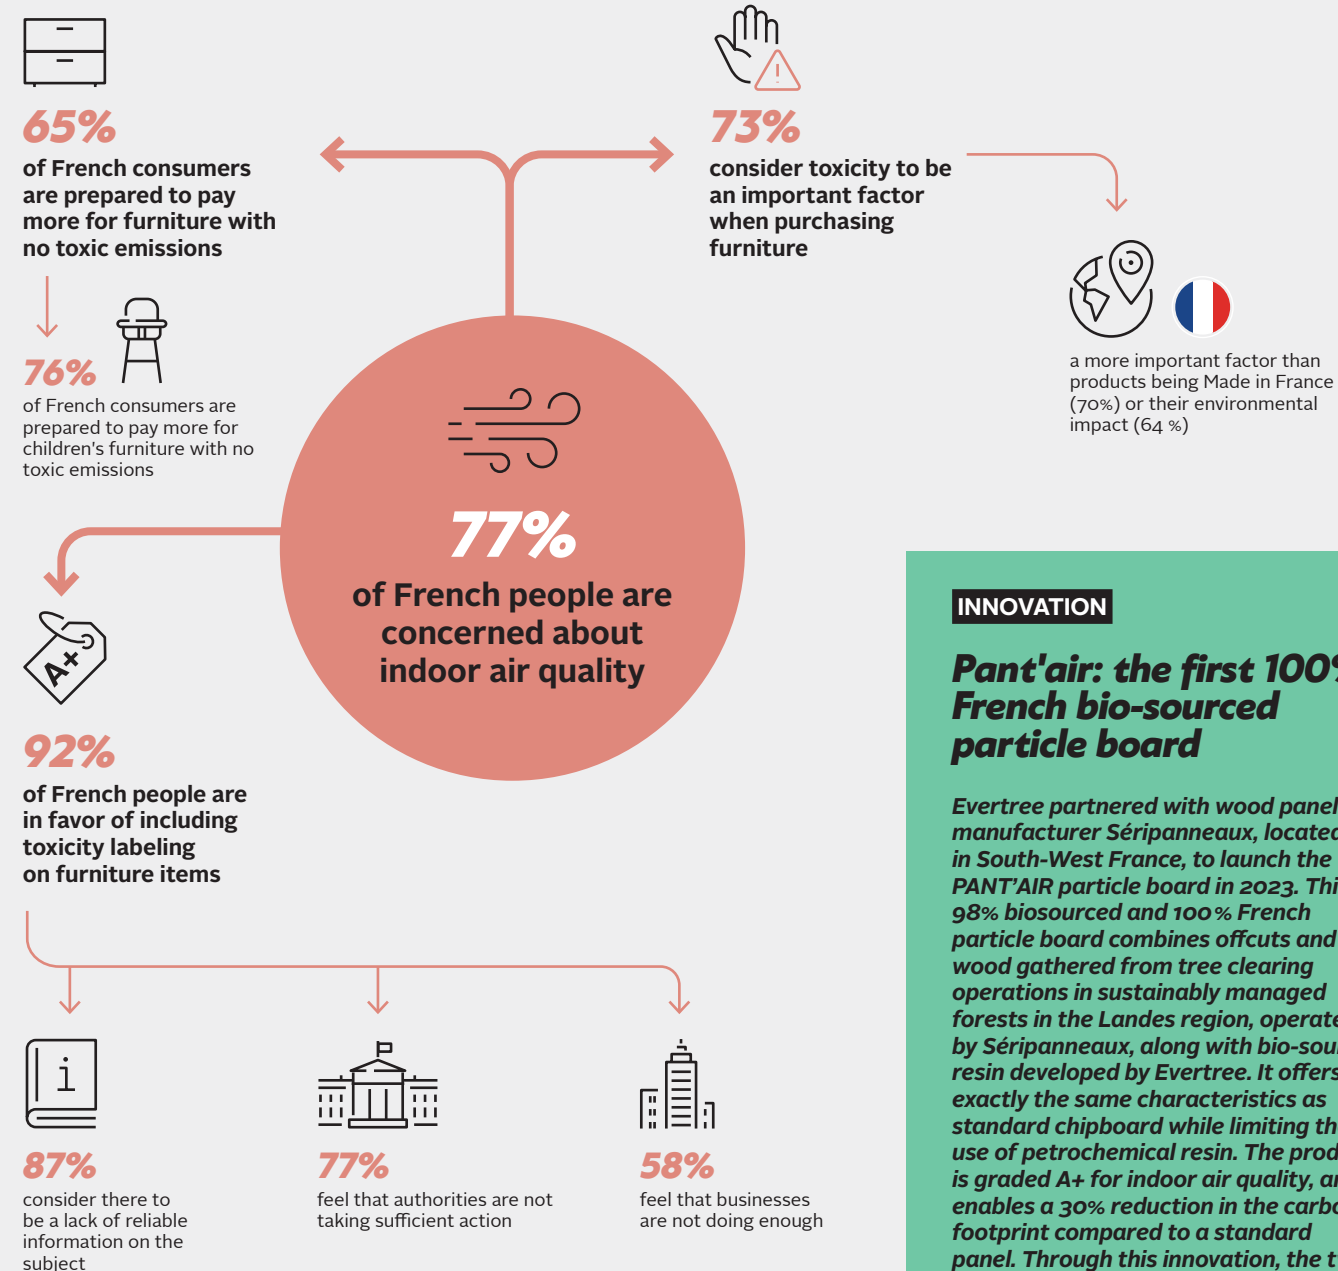 65%
of French consumers
are prepared to pay
more for furniture with
no toxic emissions
76%
of French consumers are
prepared to pay more for
children's furniture with no
toxic emissions
73%
consider toxicity to be
an important factor
when purchasing
furniture
a more important factor than
products being Made in France
(70%) or their environmental
impact (64 %)
77%
of French people are
concerned about
indoor air quality
A+
92%
of French people are
in favor of including
toxicity labeling
on furniture items
i
87%
consider there to
be a lack of reliable
information on the
subject
77%
feel that authorities are not
taking sufficient action
58%
feel that businesses
are not doing enough
INNOVATION
Pant'air: the first 100%
French bio-sourced
particle board
Evertree partnered with wood panel
manufacturer Séripanneaux, located
in South-West France, to launch the
PANT’AIR particle board in 2023.
98% biosourced and 100 % French
particle board combines offcuts and
wood gathered from tree clearing
operations in sustainably managed
forests in the Landes region,
by Séripanneaux, along with
resin developed by Evertree. It offers
exactly the same characteristics as
standard chipboard while limiting
use of petrochemical resin. The
is graded A+ for indoor air quality,
enables a 30% reduction in the
footprint compared to a standard
panel. Through this innovation, the